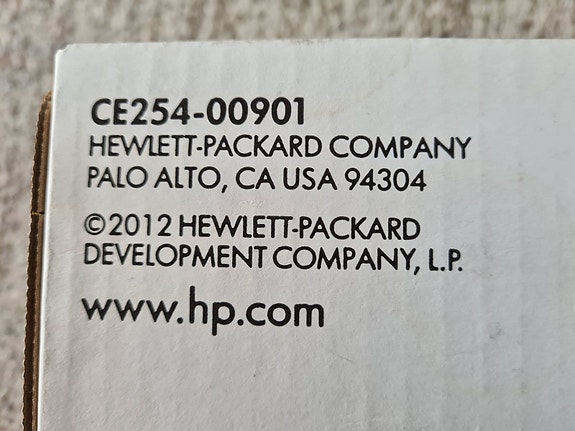 CE254-00901
HEWLETT-PACKARD COMPANY
PALO ALTO, CA USA 94304
©2012 HEWLETT-PACKARD
DEVELOPMENT COMPANY, L.P.
www.hp.com